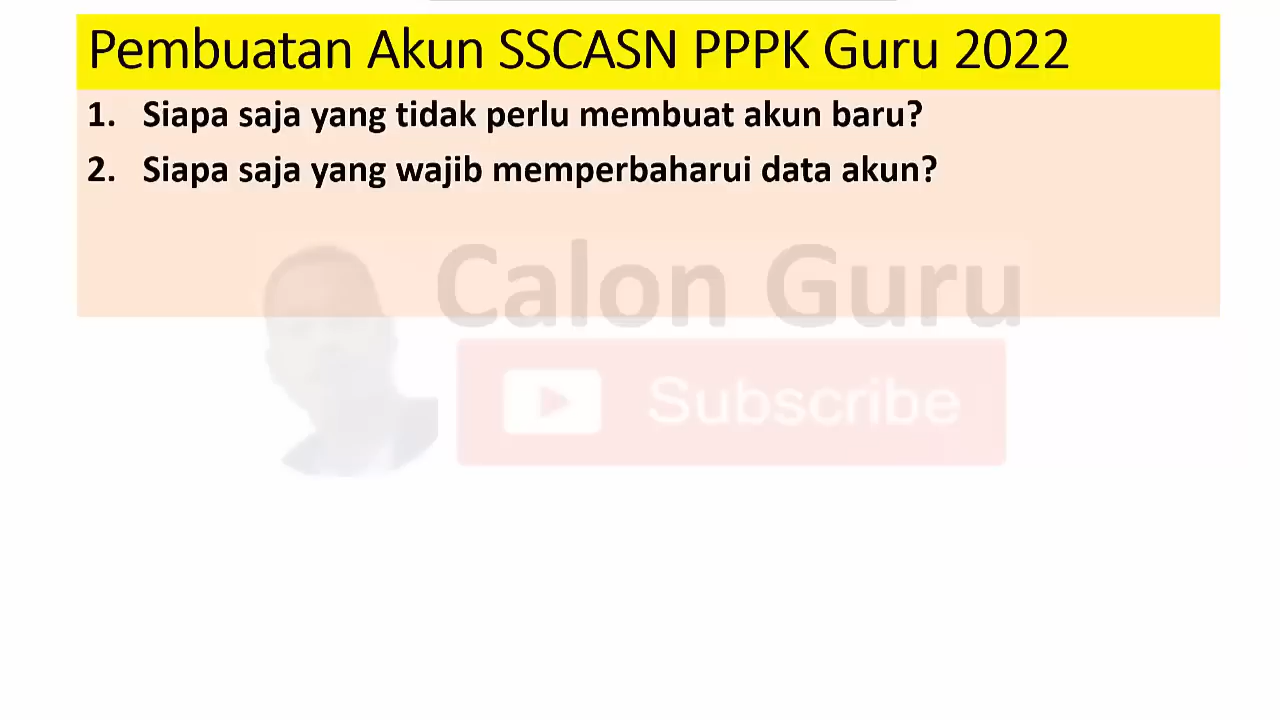 Pembuatan Akun SSCASN PPPK Guru 2022
1. Siapa saja yang tidak perlu membuat akun baru?
2. Siapa saja yang wajib memperbaharui data akun?
Calon Guru
Subscribe